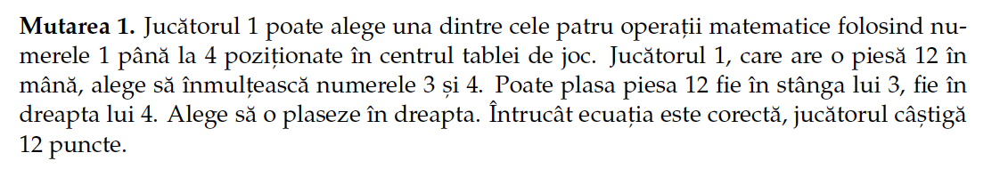 Mutarea 1. Jucătorul 1 poate alege una dintre cele patru operații matematice folosind nu-
merele 1 până la 4 poziționate în centrul tablei de joc. Jucătorul 1, care are o piesă 12 în
mână, alege să înmulțească numerele 3 și 4. Poate plasa piesa 12 fie în stânga lui 3, fie în
dreapta lui 4. Alege să o plaseze în dreapta. Întrucât ecuația este corectă, jucătorul câștigă
12 puncte.